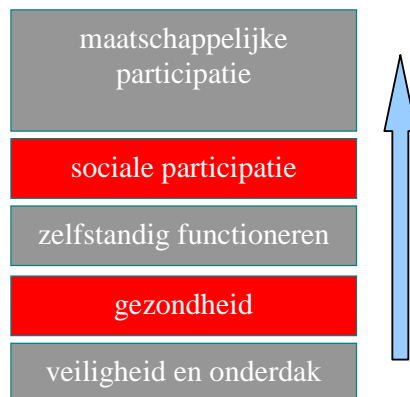 maatschappelijke
participatie
sociale participatie
zelfstandig functioneren
gezondheid
veiligheid en onderdak